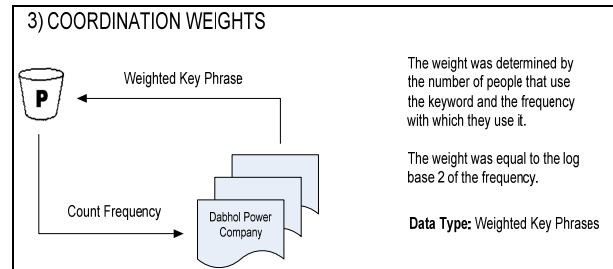 3) COORDINATION WEIGHTS
Weighted Key Phrase
P
Count Frequency
Dabhol Power
Company
The weight was determined by
the number of people that use
the keyword and the frequency
with which they use it.
The weight was equal to the log
base 2 of the frequency.
Data Type: Weighted Key Phrases